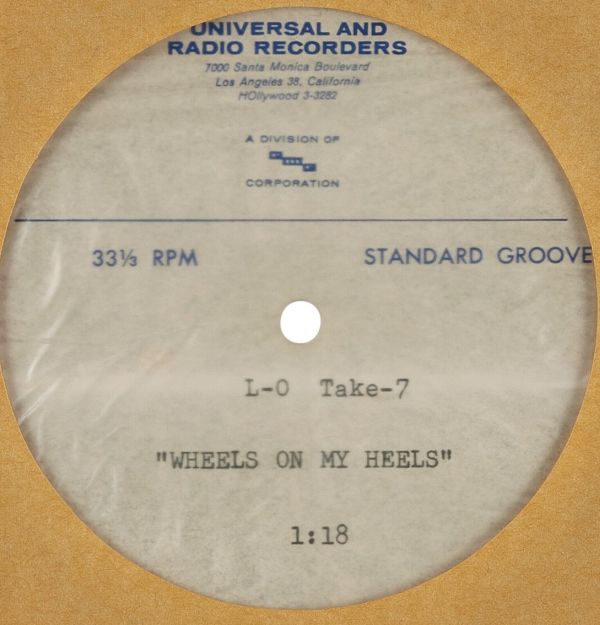 UNIVERSAL AND
RADIO RECORDERS
7000 Santa Monica Boulevard
Los Angeles 38, California
HOllywood 3-3282
A DIVISION OF
CORPORATION
33⅓ RPM STANDARD GROOVE
L-O Take-7
"WHEELS ON MY HEELS"
1:18